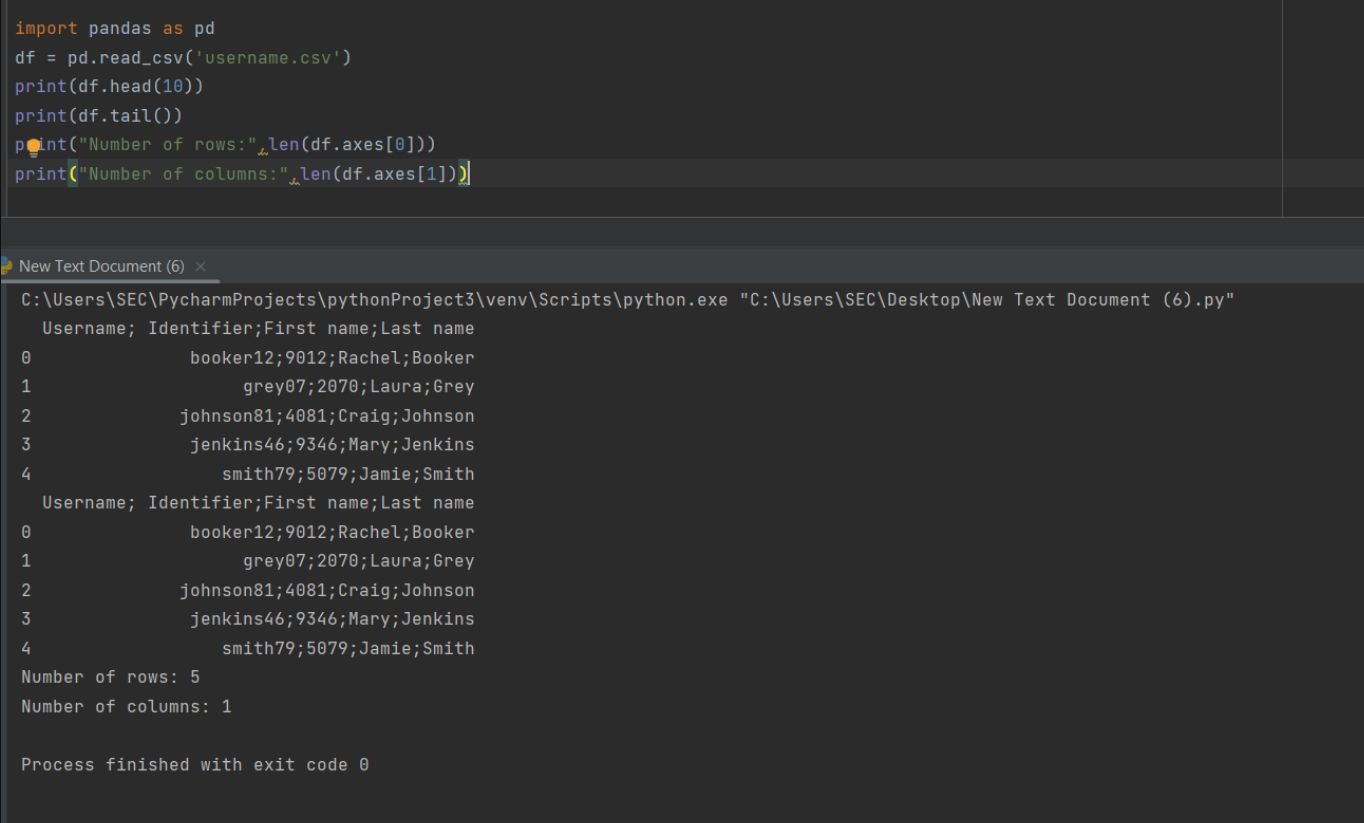 import pandas as pd
df = pd.read_csv('username.csv')
print(df.head(10))
print(df.tail())
print("Number of rows:",len(df.axes[0]))
print("Number of columns:",len(df.axes[1]))
New Text Document (6)
C:\Users\SEC\PycharmProjects\pythonProject3\venv\Scripts\python.exe "C:\Users\SEC\Desktop\New Text Document (6).py"
Username; Identifier;First name;Last name
0 booker12;9012;Rachel;Booker
1 grey07;2070;Laura;Grey
2 johnson81;4081;Craig;Johnson
3 jenkins46;9346;Mary;Jenkins
4 smith79;5079;Jamie;Smith
Username; Identifier;First name;Last name
0 booker12;9012;Rachel;Booker
1 grey07;2070;Laura;Grey
2 johnson81;4081;Craig;Johnson
3 jenkins46;9346;Mary;Jenkins
4 smith79;5079;Jamie;Smith
Number of rows: 5
Number of columns: 1
Process finished with exit code 0